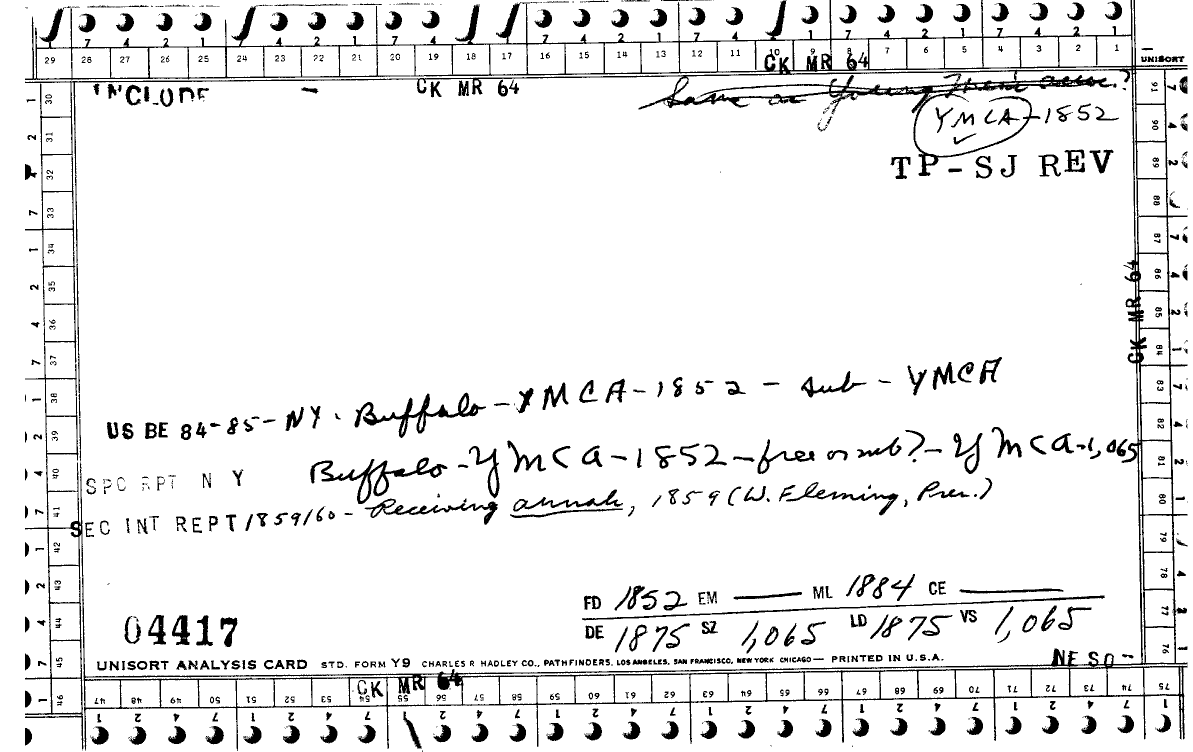 7 4 2 1 7 4 2 1 7 4 2 1 7 4 2 1 7 4 2 1
29 28 27 26 25 24 23 22 21 20 19 18 17 16 15 14 13 12 11 10 9 8 7 6 5 4 3 2 1
UNISORT
CK MR 64
INCLUDE – CK MR 64
Same as Young Men's assoc.?
YMCA-1852
TP-SJ REV
CK MR 64
US BE 84-85-NY. Buffalo-YMCA-1852 - sub - YMCA
SPC RPT N Y Buffalo-YMCA-1852-free or sub?-YMCA-1,065
SEC INT REPT 1859/60 - Receiving annals, 1859 (W. Fleming, Pres.)
FD 1852 EM — ML 1884 CE —
DE 1875 SZ 1,065 LD 1875 VS 1,065
04417
UNISORT ANALYSIS CARD STD. FORM Y9 CHARLES R HADLEY CO., PATHFINDERS, LOS ANGELES, SAN FRANCISCO, NEW YORK CHICAGO— PRINTED IN U.S.A.
NE SO-
CK MR 64
30 31 32 33 34 35 36 37 38 39 40 41 42 43 44 45 46
47 48 49 50 51 52 53 54 55 56 57 58 59 60 61 62 63 64 65 66 67 68 69 70 71 72 73 74 75
76 77 78 79 80 81 82 83 84 85 86 87 88 89 90 91